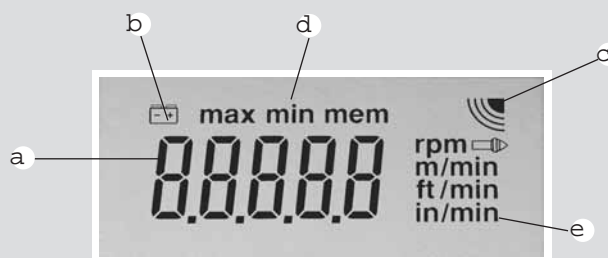 b
d
c
max min mem
a
8.8.8.8.8
rpm
m/min
ft/min
in/min
e